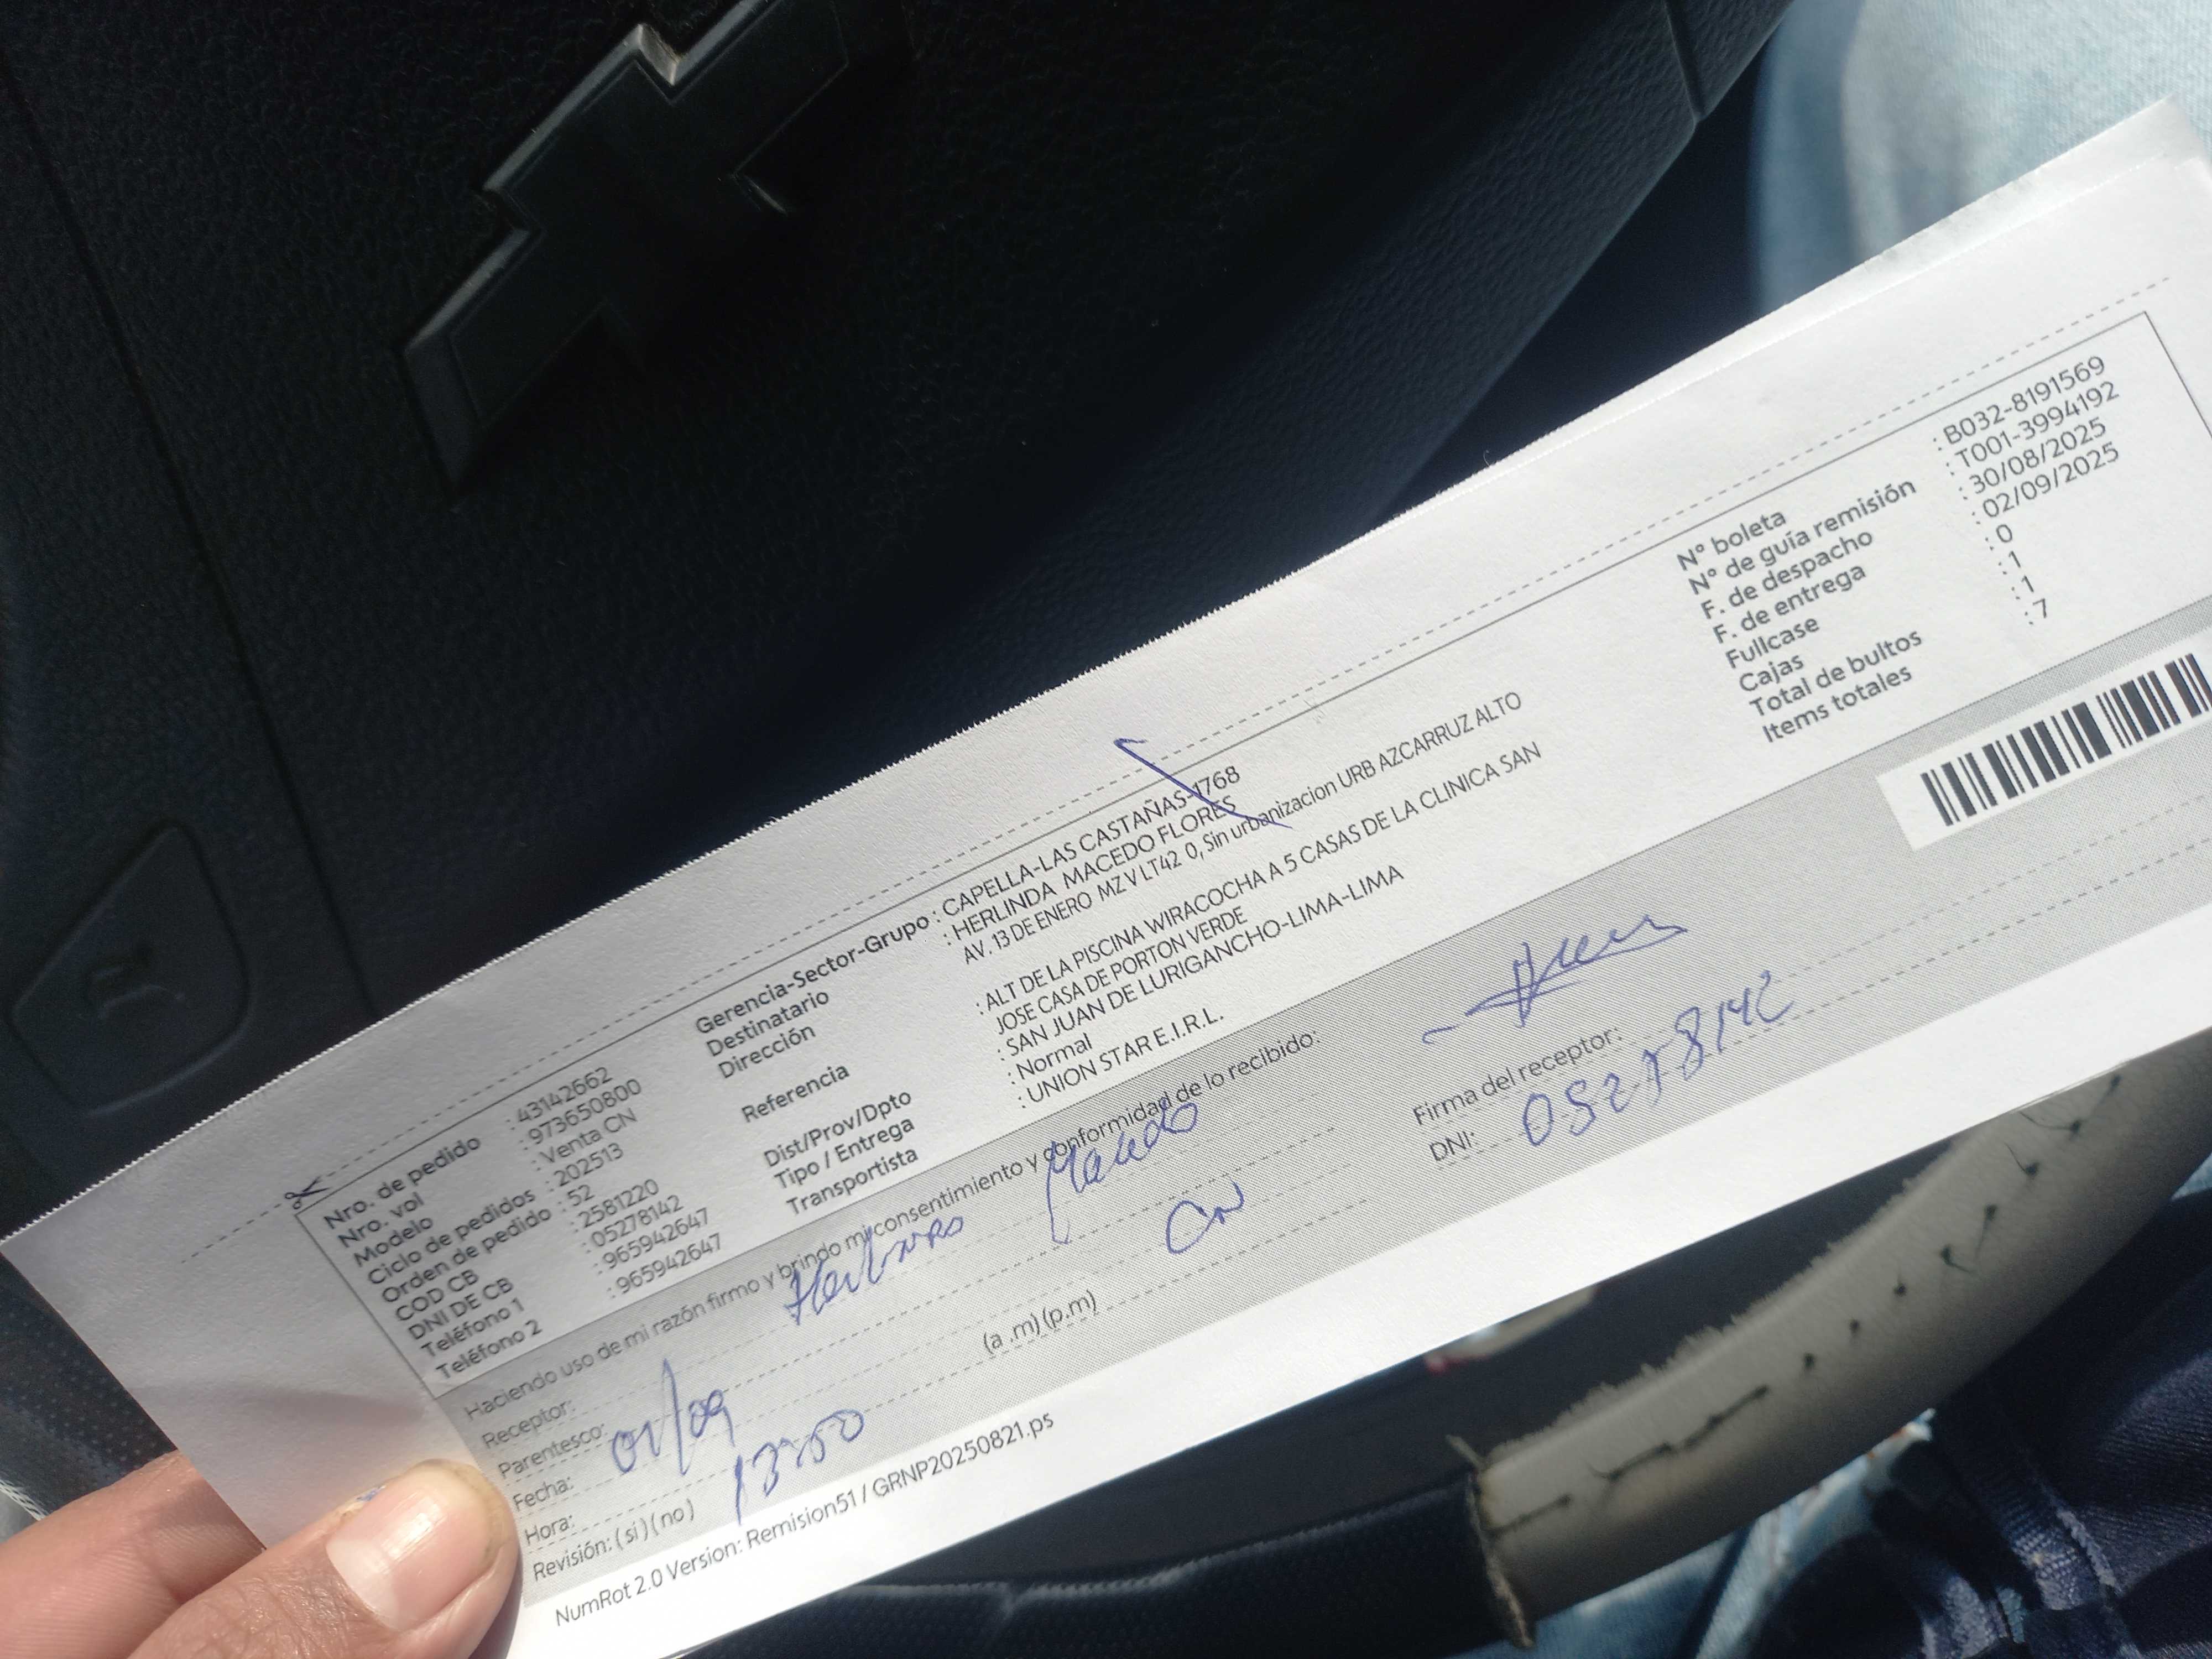 Nro. de pedido : 43142662
Nro. vol : 973650800
Modelo : Venta CN
Ciclo de pedidos : 202513
Orden de pedido : 52
COD CB : 2581220
DNI DE CB : 05278142
Teléfono 1 : 965942647
Teléfono 2 : 965942647
Gerencia-Sector-Grupo : CAPELLA-LAS CASTAÑAS-1768
Destinatario : HERLINDA MACEDO FLORES
Dirección AV. 13 DE ENERO MZ V LT42 0, Sin urbanizacion URB AZCARRUZ ALTO
Referencia : ALT DE LA PISCINA WIRACOCHA A 5 CASAS DE LA CLINICA SAN
JOSE CASA DE PORTON VERDE
Dist/Prov/Dpto : SAN JUAN DE LURIGANCHO-LIMA-LIMA
Tipo / Entrega : Normal
Transportista : UNION STAR E.I.R.L.
N° boleta : B032-8191569
N° de guía remisión : T001-3994192
F. de despacho : 30/08/2025
F. de entrega : 02/09/2025
Fullcase : 0
Cajas : 1
Total de bultos : 1
Items totales : 7
Haciendo uso de mi razón firmo y brindo mi consentimiento y conformidad de lo recibido:
Receptor: Macedo
Parentesco: CN
Fecha: 01/09
Hora: 13:50 (a .m) (p.m)
Revisión: (si) (no)
Firma del receptor:
DNI: 05278142
NumRot 2.0 Version: Remision51 / GRNP20250821.ps